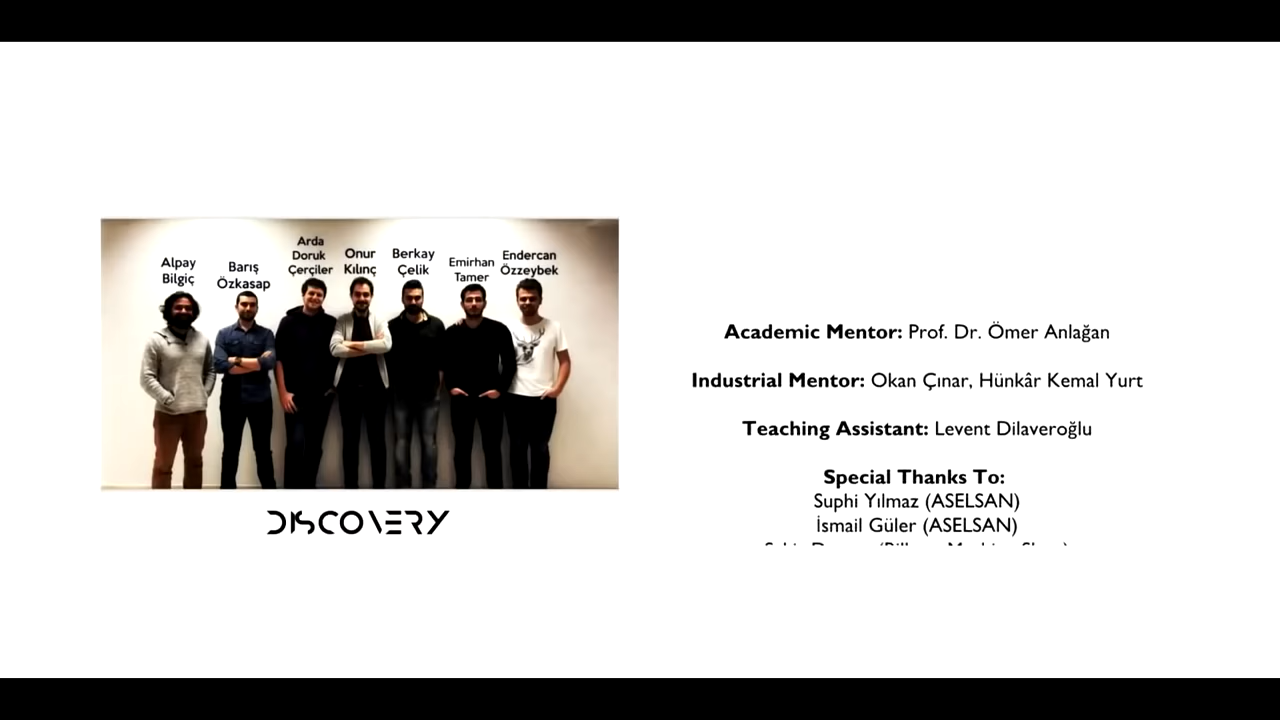 Alpay
Bilgiç
Barış
Özkasap
Arda
Doruk
Çerçiler
Onur
Kılınç
Berkay
Çelik
Emirhan
Tamer
Endercan
Özzeybek
DISCOVERY
Academic Mentor: Prof. Dr. Ömer Anlağan
Industrial Mentor: Okan Çınar, Hünkâr Kemal Yurt
Teaching Assistant: Levent Dilaveroğlu
Special Thanks To:
Suphi Yılmaz (ASELSAN)
İsmail Güler (ASELSAN)